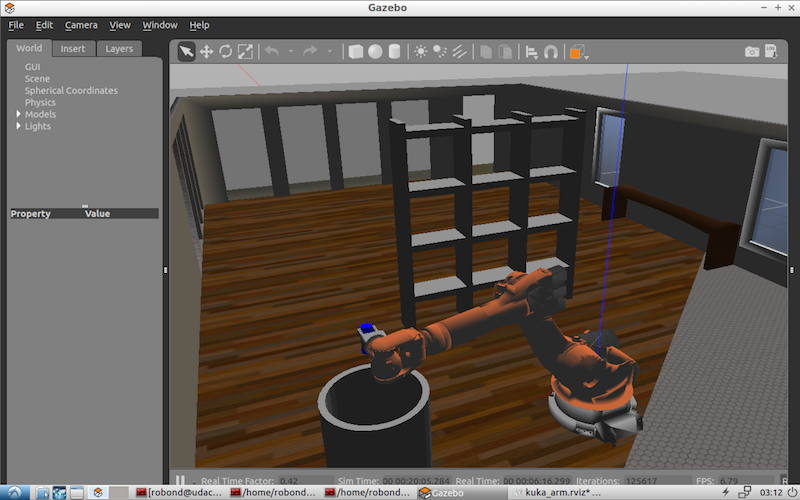 Gazebo
File Edit Camera View Window Help
World Insert Layers
GUI
Scene
Spherical Coordinates
Physics
Models
Lights
Property Value
Real Time Factor: 0.42 Sim Time: 00 00:20:05.284 Real Time: 00 00:06:16.299 Iterations: 125617 FPS: 6.79
[robond@udac... /home/robond... /home/robond... Gazebo kuka_arm.rviz* ... 03:12